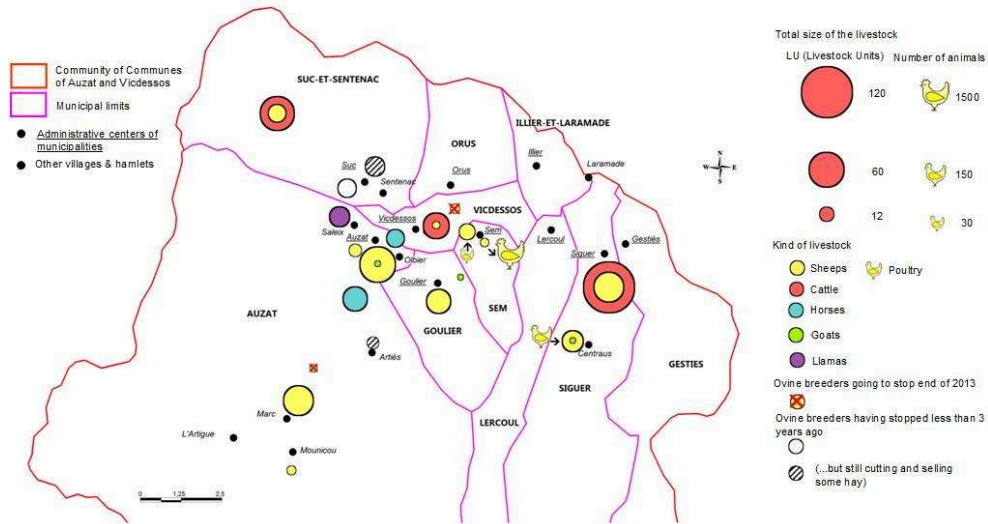 Community of Communes
of Auzat and Vicdessos
Municipal limits
Administrative centers of
municipalities
Other villages & hamlets
SUC-ET-SENTENAC
ORUS
ILLIER-ET-LARAMADE
Suc
Sentenac
Orus
Illier
Laramade
N
W
E
S
VICDESSOS
Vicdessos
Saleix
Auzat
Olbier
Sem
Lercoul
Siguer
Gestiés
Goulier
AUZAT
GOULIER
SEM
Artiès
Centraus
SIGUER
GESTIES
LERCOUL
Marc
L'Artigue
Mounicou
0 1,25 2,5
Total size of the livestock
LU (Livestock Units) Number of animals
120 1500
60 150
12 30
Kind of livestock
Sheeps Poultry
Cattle
Horses
Goats
Llamas
Ovine breeders going to stop end of 2013
Ovine breeders having stopped less than 3
years ago
(...but still cutting and selling
some hay)